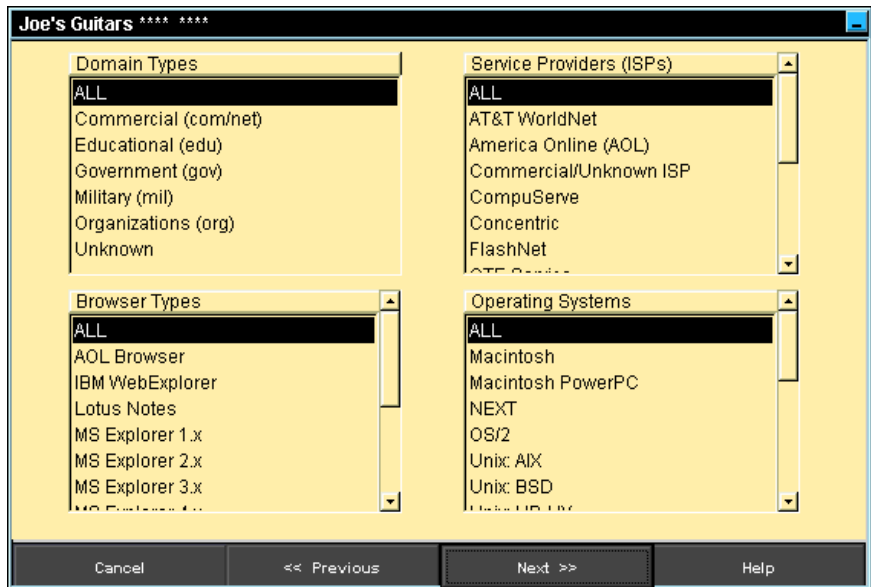 Joe's Guitars **** ****
Domain Types
ALL
Commercial (com/net)
Educational (edu)
Government (gov)
Military (mil)
Organizations (org)
Unknown
Service Providers (ISPs)
ALL
AT&T WorldNet
America Online (AOL)
Commercial/Unknown ISP
CompuServe
Concentric
FlashNet
Browser Types
ALL
AOL Browser
IBM WebExplorer
Lotus Notes
MS Explorer 1.x
MS Explorer 2.x
MS Explorer 3.x
Operating Systems
ALL
Macintosh
Macintosh PowerPC
NEXT
OS/2
Unix: AIX
Unix: BSD
Cancel
<< Previous
Next >>
Help